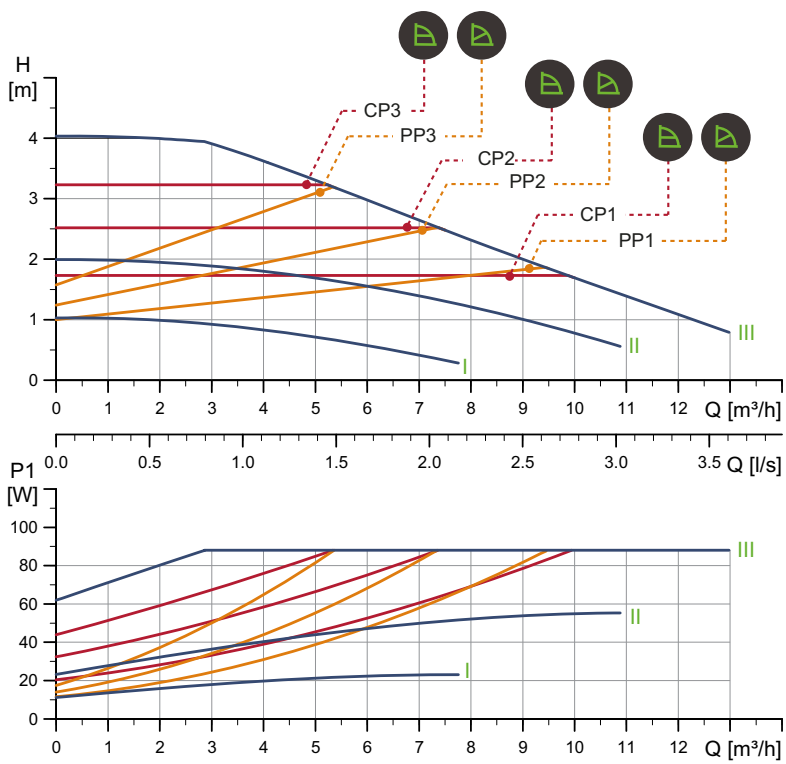 H
[m]
CP3
PP3
CP2
PP2
CP1
PP1
4
3
2
1
0
I
II
III
0 1 2 3 4 5 6 7 8 9 10 11 12 Q [m³/h]
0.0 0.5 1.0 1.5 2.0 2.5 3.0 3.5 Q [l/s]
P1
[W]
100
80
60
40
20
0
III
II
I
0 1 2 3 4 5 6 7 8 9 10 11 12 Q [m³/h]